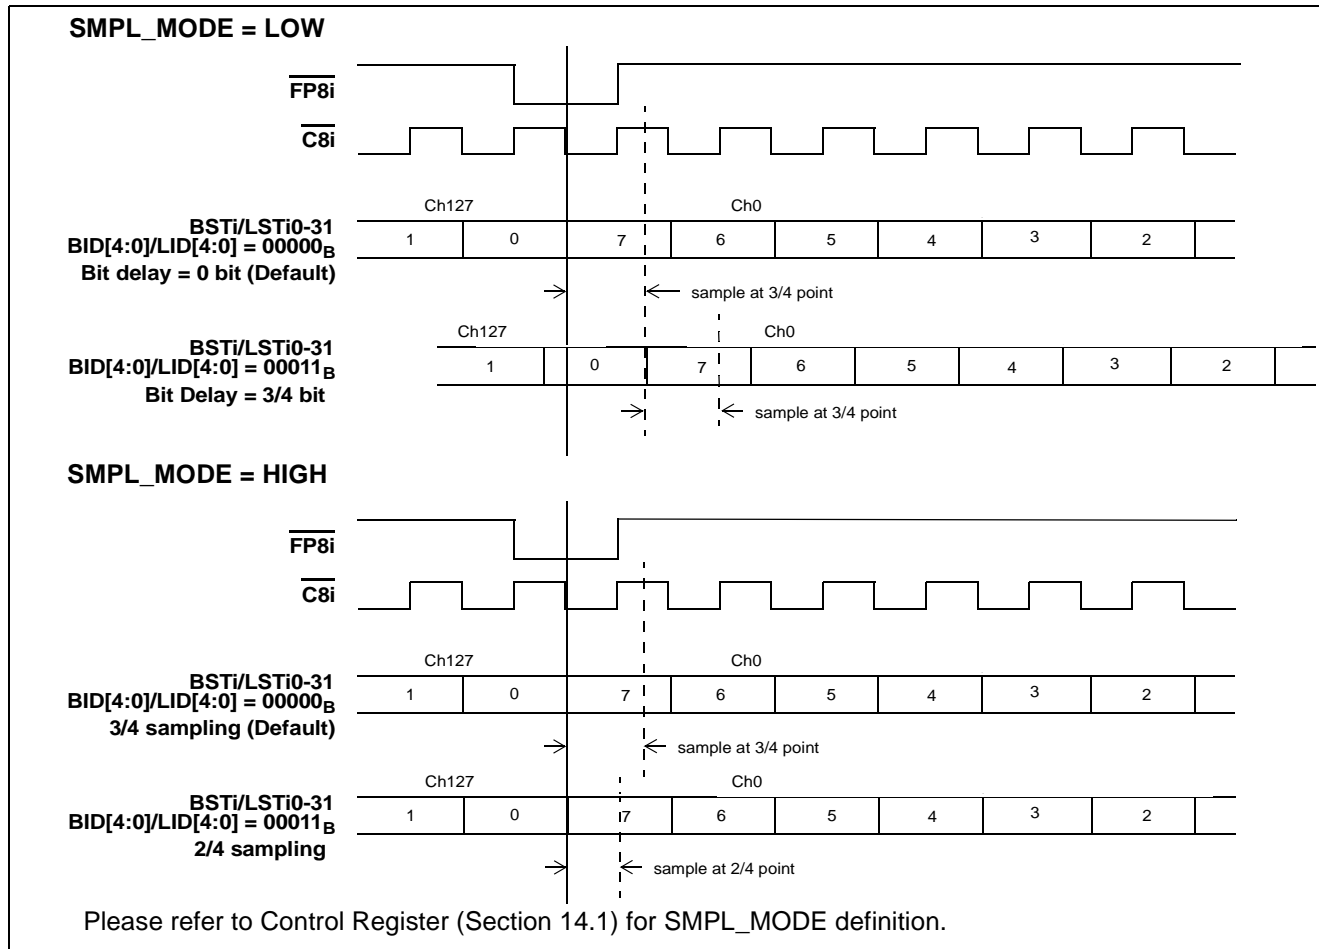 SMPL_MODE = LOW
FP8i
C8i
Ch127 Ch0
BSTi/LSTi0-31
BID[4:0]/LID[4:0] = 00000B
Bit delay = 0 bit (Default)
1 0 7 6 5 4 3 2
sample at 3/4 point
Ch127 Ch0
BSTi/LSTi0-31
BID[4:0]/LID[4:0] = 00011B
Bit Delay = 3/4 bit
1 0 7 6 5 4 3 2
sample at 3/4 point
SMPL_MODE = HIGH
FP8i
C8i
Ch127 Ch0
BSTi/LSTi0-31
BID[4:0]/LID[4:0] = 00000B
3/4 sampling (Default)
1 0 7 6 5 4 3 2
sample at 3/4 point
Ch127 Ch0
BSTi/LSTi0-31
BID[4:0]/LID[4:0] = 00011B
2/4 sampling
1 0 7 6 5 4 3 2
sample at 2/4 point
Please refer to Control Register (Section 14.1) for SMPL_MODE definition.